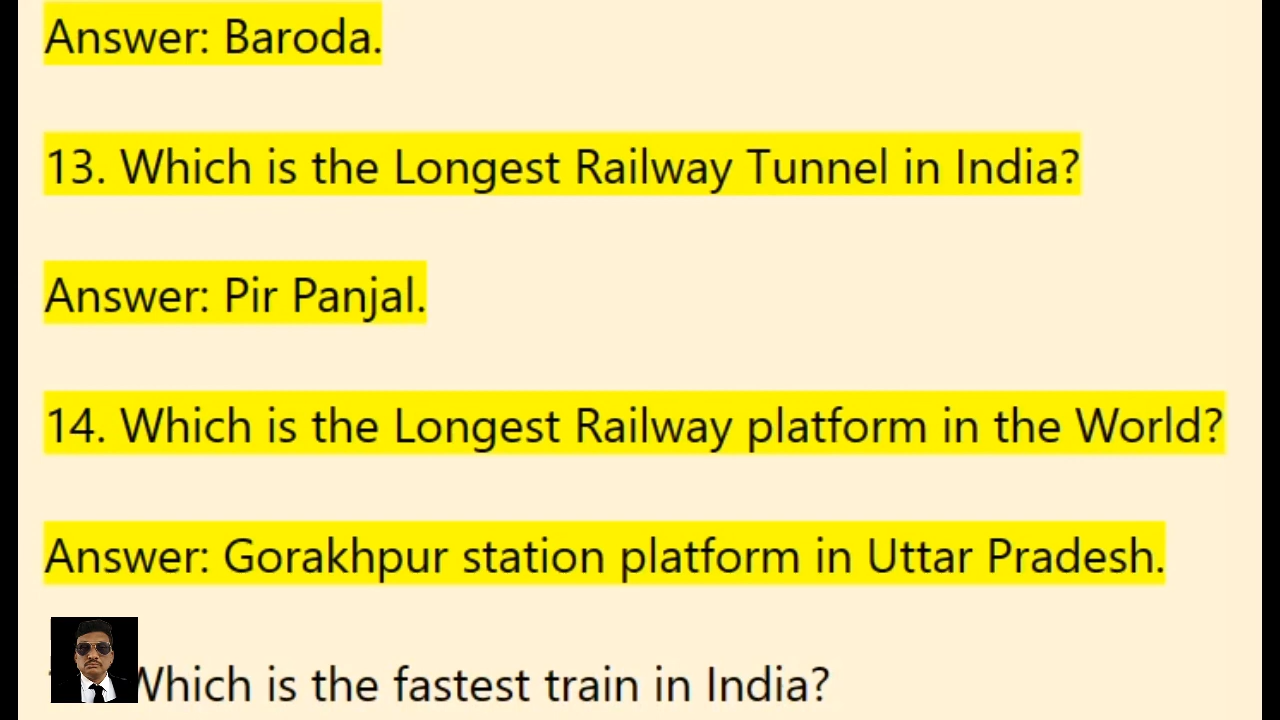 Answer: Baroda.
13. Which is the Longest Railway Tunnel in India?
Answer: Pir Panjal.
14. Which is the Longest Railway platform in the World?
Answer: Gorakhpur station platform in Uttar Pradesh.
Which is the fastest train in India?